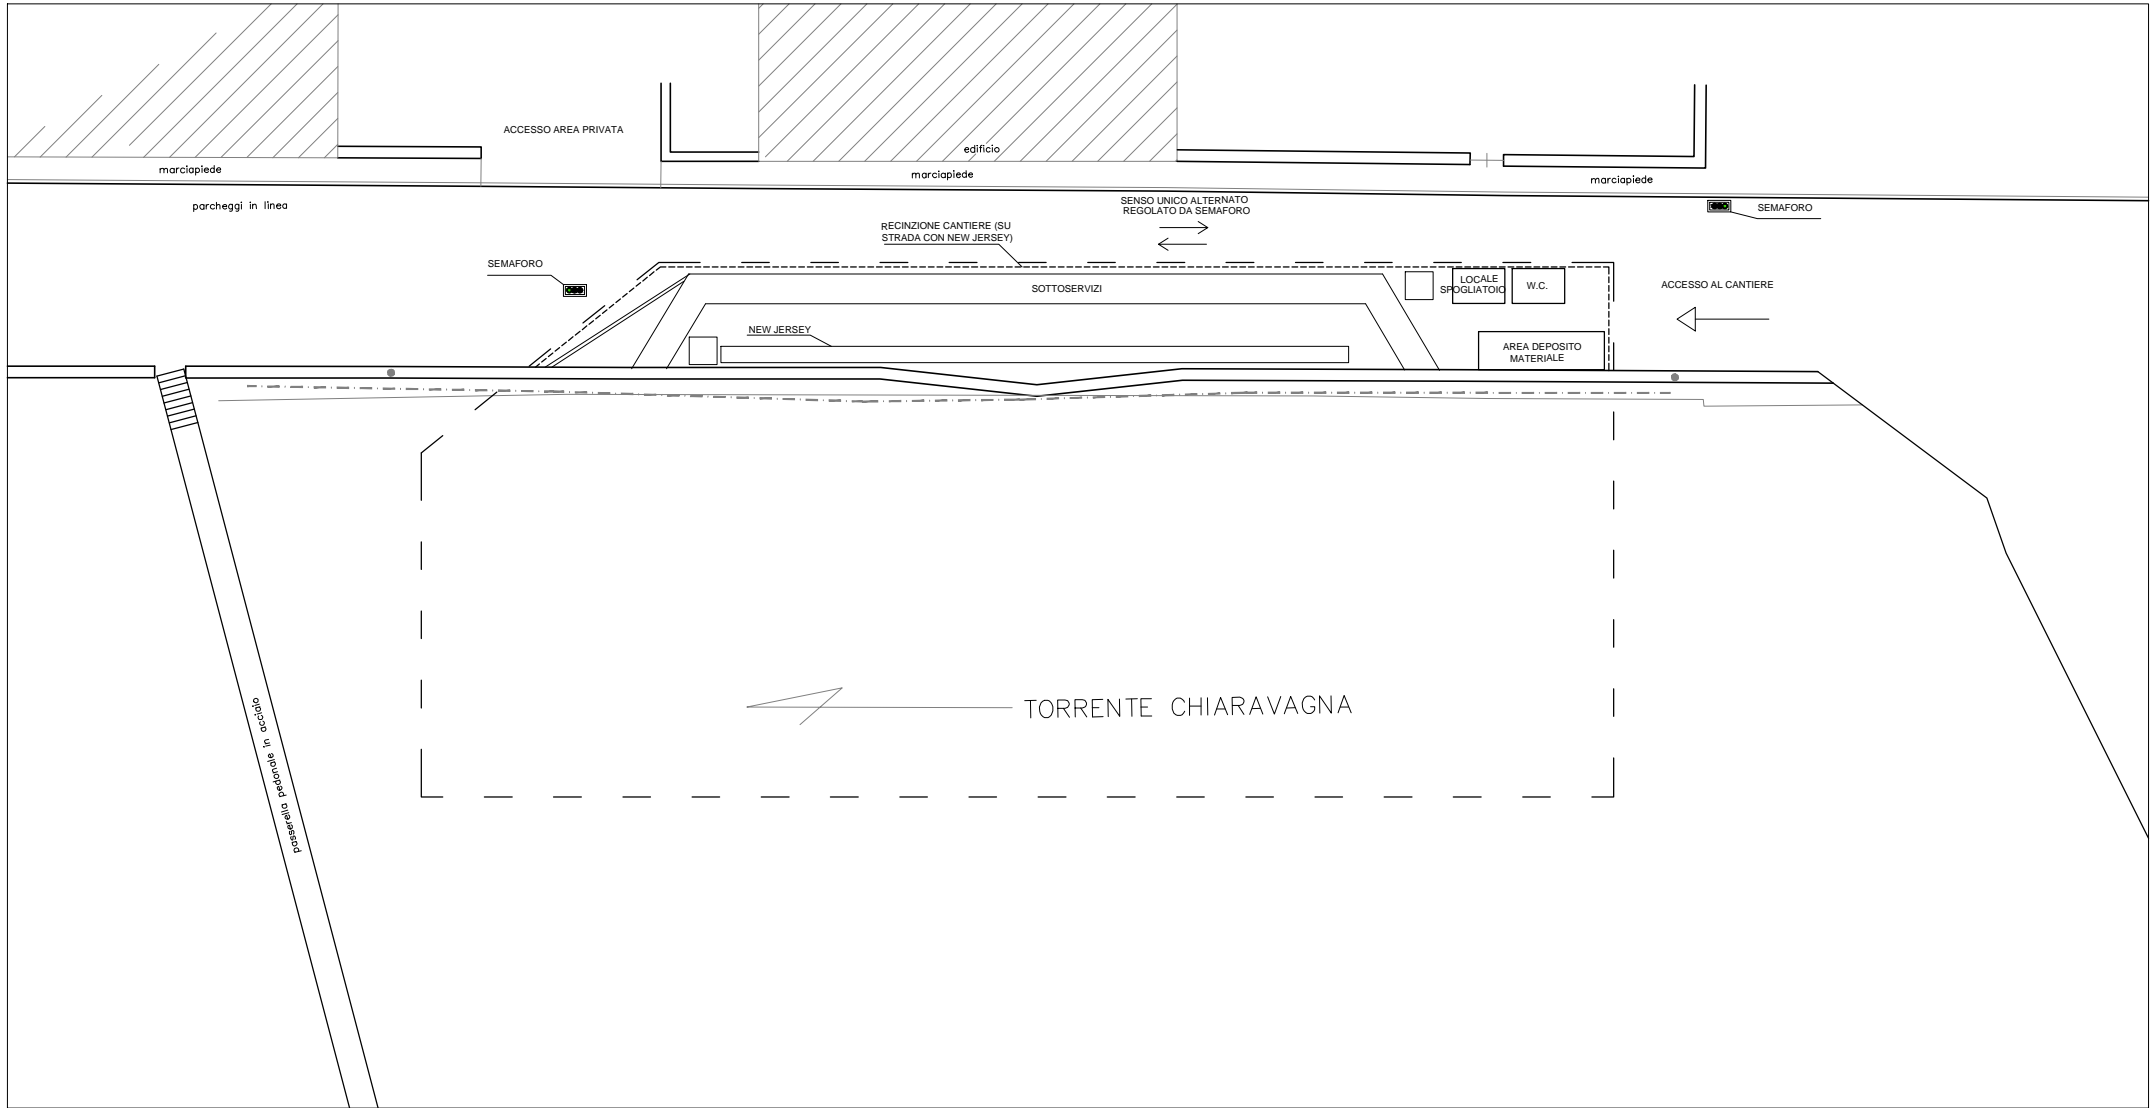 ACCESSO AREA PRIVATA
edificio
marciapiede
marciapiede
marciapiede
parcheggi in linea
SENSO UNICO ALTERNATO
REGOLATO DA SEMAFORO
SEMAFORO
RECINZIONE CANTIERE (SU
STRADA CON NEW JERSEY)
SEMAFORO
SOTTOSERVIZI
LOCALE
SPOGLIATOIO
W.C.
ACCESSO AL CANTIERE
NEW JERSEY
AREA DEPOSITO
MATERIALE
TORRENTE CHIARAVAGNA
passerella pedonale in acciaio